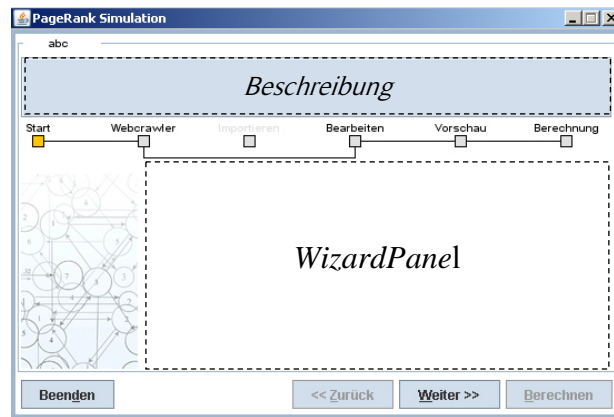 PageRank Simulation
abc
Beschreibung
Start Webcrawler Importieren Bearbeiten Vorschau Berechnung
WizardPanel
Beenden << Zurück Weiter >> Berechnen